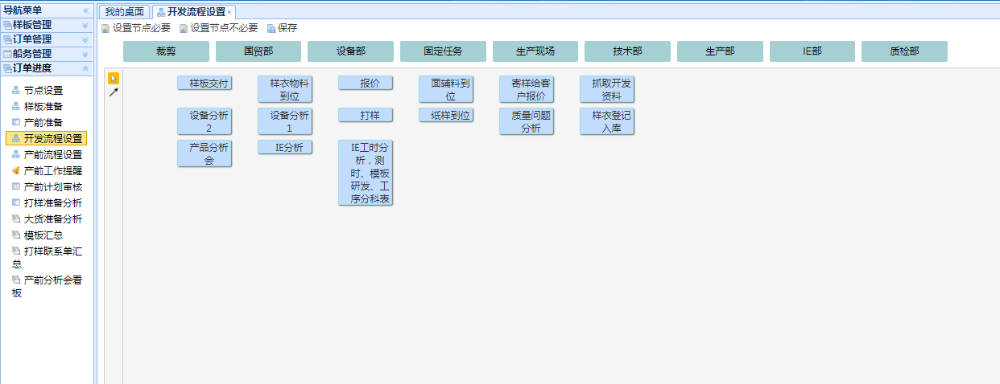 导航菜单
样板管理
订单管理
船务管理
订单进度
节点设置
样板准备
产前准备
开发流程设置
产前流程设置
产前工作提醒
产前计划审核
打样准备分析
大货准备分析
模板汇总
打样联系单汇
总
产前分析会看
板
我的桌面 开发流程设置
设置节点必要 设置节点不必要 保存
裁剪 国贸部 设备部 固定任务 生产现场 技术部 生产部 IE部 质检部
样板交付
样衣物料
到位
报价
面辅料到
位
寄样给客
户报价
抓取开发
资料
设备分析
2
设备分析
1
打样
纸样到位
质量问题
分析
样衣登记
入库
产品分析
会
IE分析
IE工时分
析，测
时、模板
研发、工
序分科表